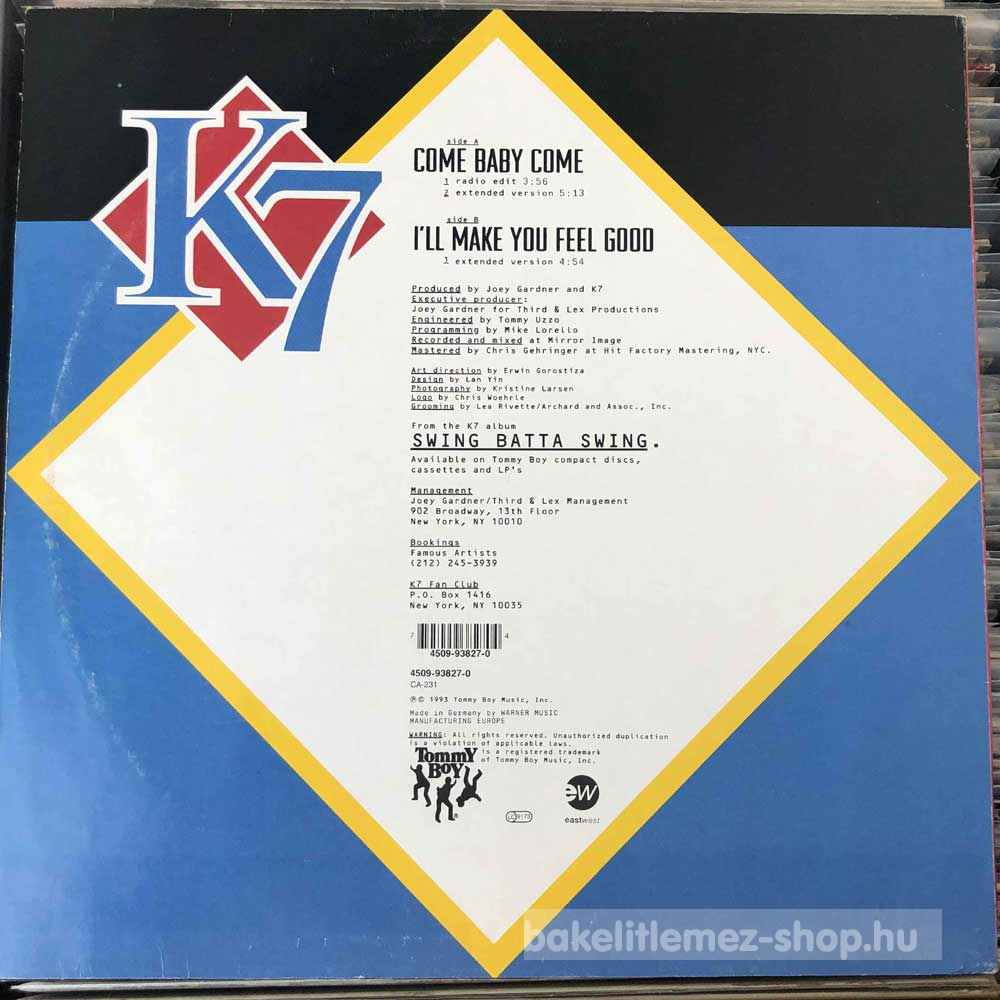 K7
side A
COME BABY COME
1 radio edit 3:56
2 extended version 5:13
side B
I'LL MAKE YOU FEEL GOOD
1 extended version 4:54
Produced by Joey Gardner and K7
Executive producer:
Joey Gardner for Third & Lex Productions
Engineered by Tommy Uzzo
Programming by Mike Lorello
Recorded and mixed at Mirror Image
Mastered by Chris Gehringer at Hit Factory Mastering, NYC.
Art direction by Erwin Gorostiza
Design by Lan Yin
Photography by Kristine Larsen
Logo by Chris Woehrle
Grooming by Lea Rivette/Archard and Assoc., Inc.
From the K7 album
SWING BATTA SWING.
Available on Tommy Boy compact discs,
cassettes and LP's
Management
Joey Gardner/Third & Lex Management
902 Broadway, 13th Floor
New York, NY 10010
Bookings
Famous Artists
(212) 245-3939
K7 Fan Club
P.O. Box 1416
New York, NY 10035
7 4
4509-93827-0
4509-93827-0
CA-231
℗© 1993 Tommy Boy Music, Inc.
Made in Germany by WARNER MUSIC
MANUFACTURING EUROPE
WARNING: All rights reserved. Unauthorized duplication
is a violation of applicable laws.
Tommy Boy ®
is a registered trademark
of Tommy Boy Music, Inc.
ew
eastwest
bakelitlemez-shop.hu